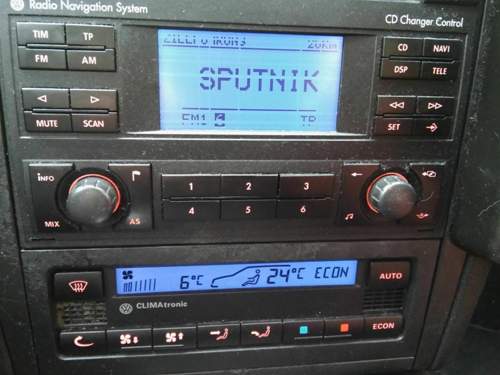 Radio Navigation System
CD Changer Control
TIM TP
FM AM
MUTE SCAN
SPUTNIK
FM1 TP
CD NAVI
DSP TELE
SET
INFO
MIX AS
1 2 3
4 5 6
6°C 24°C ECON
AUTO
CLIMAtronic
ECON